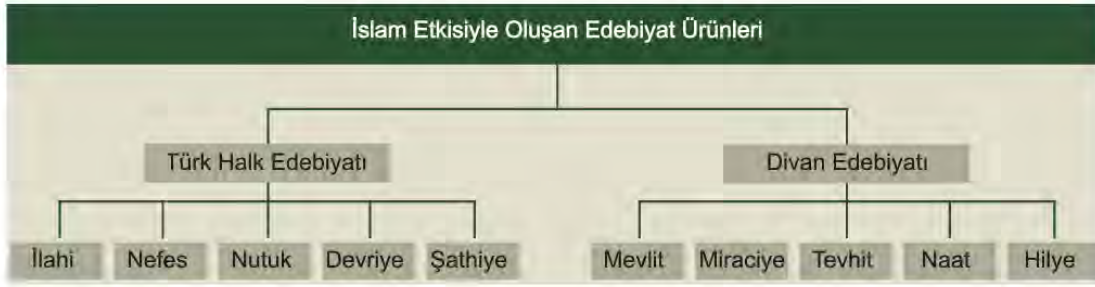 İslam Etkisiyle Oluşan Edebiyat Ürünleri
Türk Halk Edebiyatı
Divan Edebiyatı
İlahi
Nefes
Nutuk
Devriye
Şathiye
Mevlit
Miraciye
Tevhit
Naat
Hilye